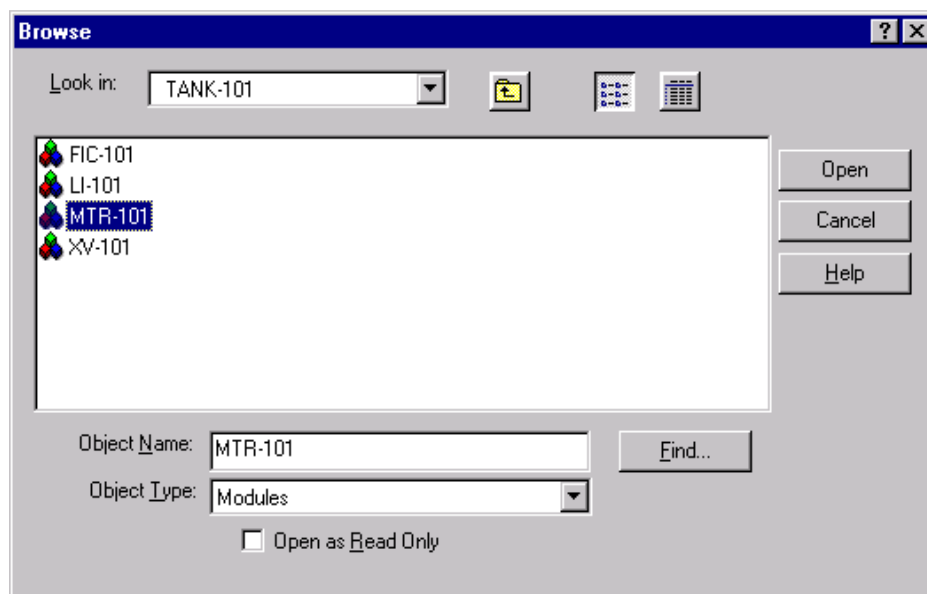 Browse
Look in: TANK-101
FIC-101
LI-101
MTR-101
XV-101
Open
Cancel
Help
Object Name: MTR-101
Find...
Object Type: Modules
Open as Read Only